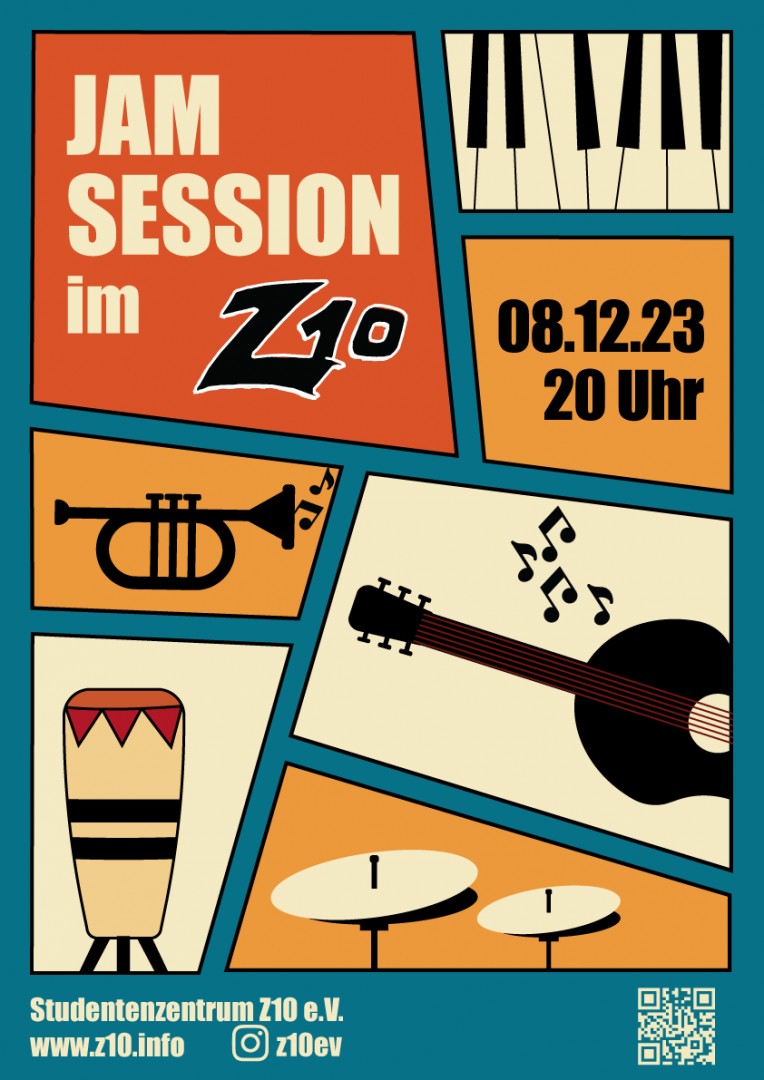 JAM
SESSION
im
Z10
08.12.23
20 Uhr
Studentenzentrum Z10 e.V.
www.z10.info z10ev